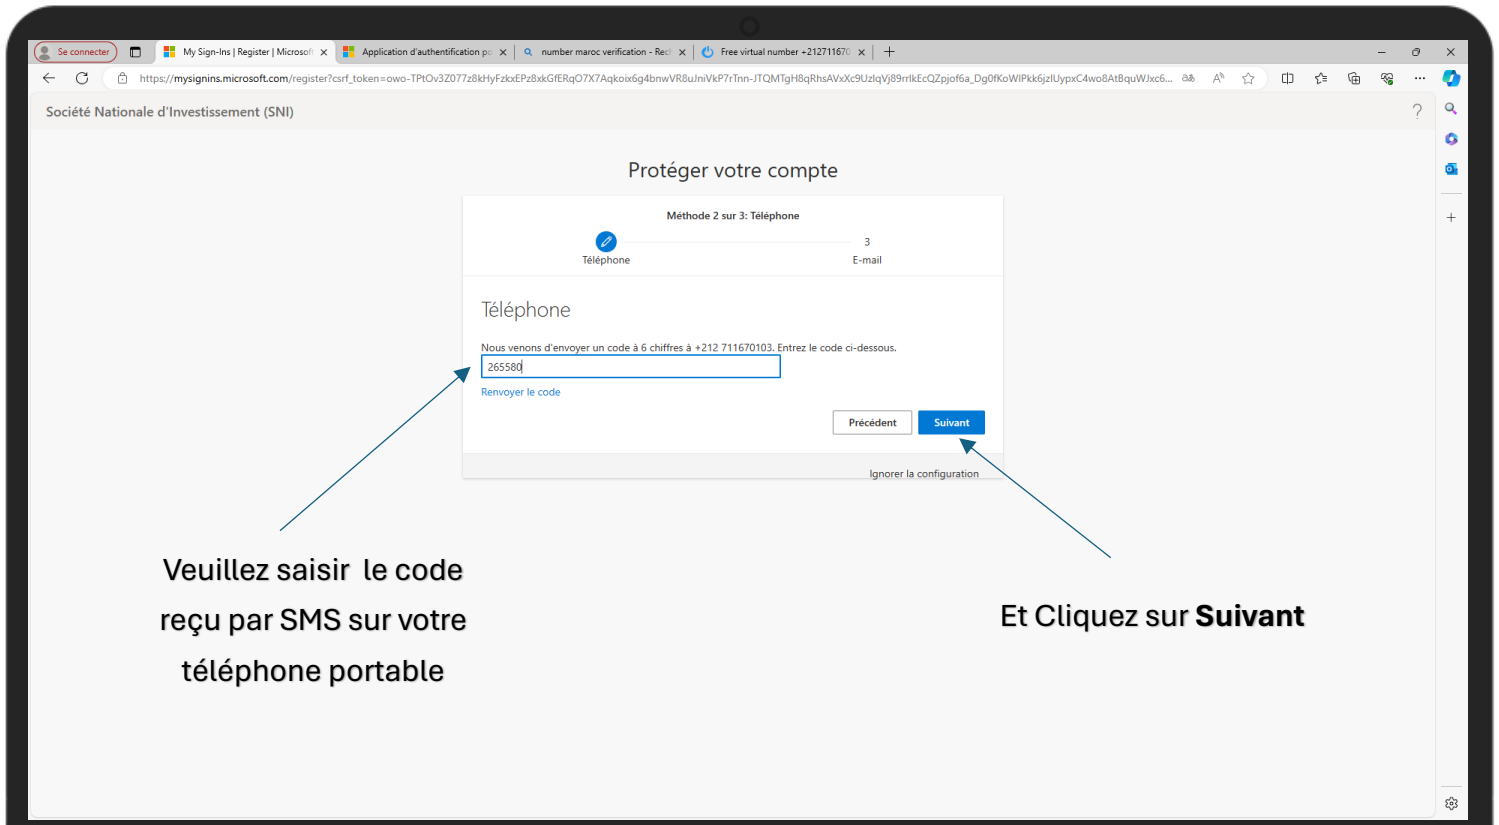 Se connecter
My Sign-Ins | Register | Microsoft
Application d'authentification po
number maroc verification - Rech
Free virtual number +212711670
https://mysignins.microsoft.com/register?csrf_token=owo-TPtOv3Z077z8kHyFzkxEPz8xkGfERqO7X7Aqkoix6g4bnwVR8uJniVkP7rTnn-JTQMTgH8qRhsAVxXc9UzIqVj89rrIkEcQZpjof6a_Dg0fKoWIPkk6jzIUypxC4wo8AtBquWJxc6...
Société Nationale d'Investissement (SNI)
?
Protéger votre compte
Méthode 2 sur 3: Téléphone
3
Téléphone
E-mail
Téléphone
Nous venons d'envoyer un code à 6 chiffres à +212 711670103. Entrez le code ci-dessous.
265580
Renvoyer le code
Précédent
Suivant
Ignorer la configuration
Veuillez saisir le code
reçu par SMS sur votre
téléphone portable
Et Cliquez sur Suivant